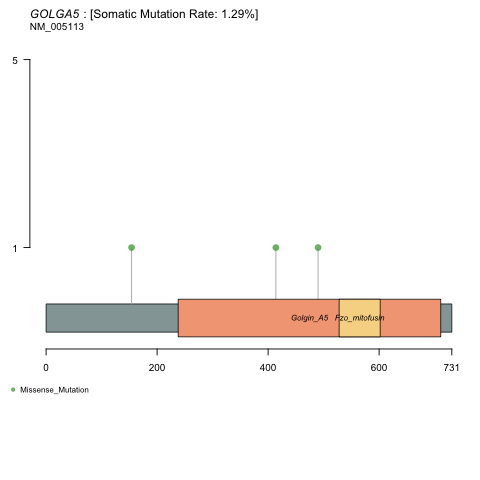 GOLGA5 : [Somatic Mutation Rate: 1.29%]
NM_005113
5
1
Golgin_A5 Fzo_mitofusin
0 200 400 600 731
Missense_Mutation